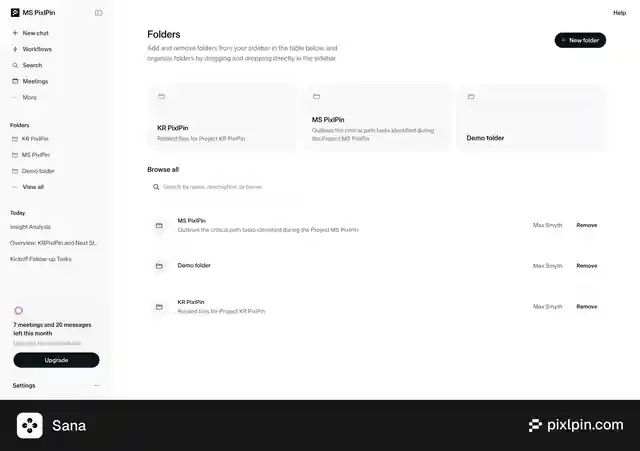 MS PixlPin
New chat
Workflows
Search
Meetings
More
Folders
KR PixlPin
MS PixlPin
Demo folder
View all
Today
Insight Analysis
Overview: KRPixlPin and Next St...
Kickoff Follow-up Tasks
7 meetings and 20 messages
left this month
Upgrade
Settings
Help
Folders
Add and remove folders from your sidebar in the table below, and
organize folders by dragging and dropping directly in the sidebar.
New folder
KR PixlPin
Related files for Project KR PixlPin
MS PixlPin
Outlines the critical path tasks identified during
the Project MS PixlPin
Demo folder
Browse all
Search by name, description, or owner
MS PixlPin
Outlines the critical path tasks identified during the Project MS PixlPin
Max Smyth
Remove
Demo folder
Max Smyth
Remove
KR PixlPin
Related files for Project KR PixlPin
Max Smyth
Remove
Sana
pixlpin.com